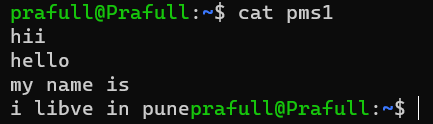 prafull@Prafull:~$ cat pms1
hii
hello
my name is
i libve in puneprafull@Prafull:~$